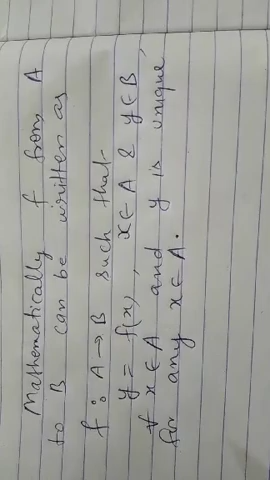 Mathematically f from A
to B can be written as
f : A → B such that
y = f(x), x ∈ A & y ∈ B,
∀ x ∈ A and y is unique
for any x ∈ A.